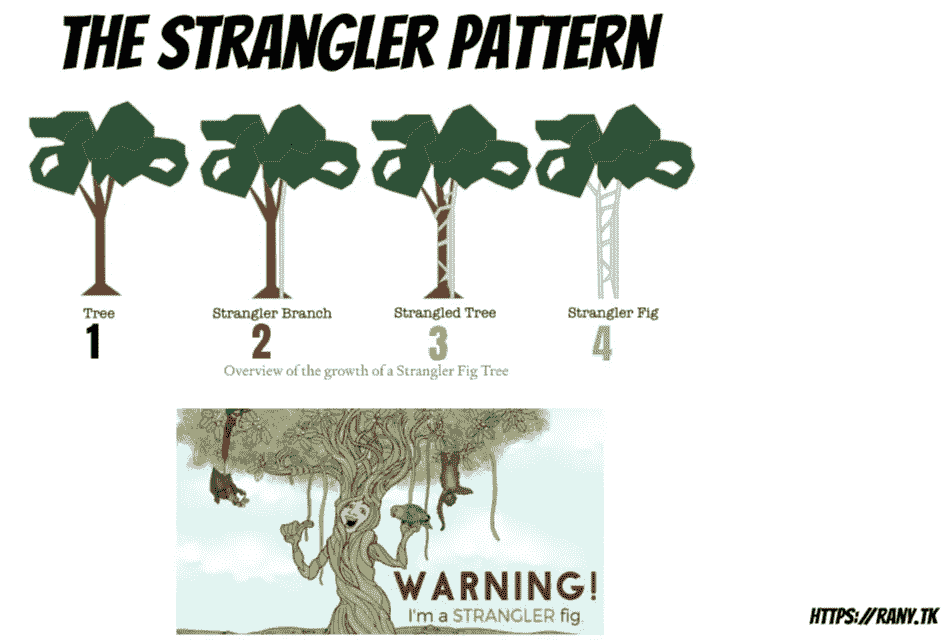 THE STRANGLER PATTERN
Tree
Strangler Branch
Strangled Tree
Strangler Fig
1
2
3
4
Overview of the growth of a Strangler Fig Tree
WARNING!
I'm a STRANGLER fig.
HTTPS://RANY.TK